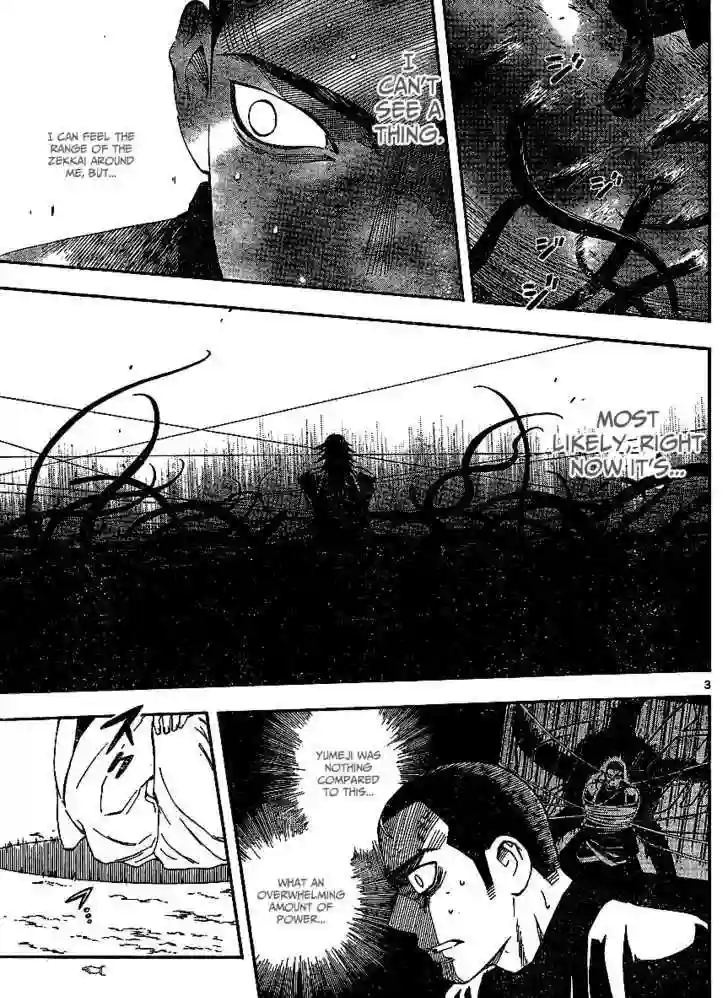 ジジ
ジジ
I
CAN'T
SEE A
THING.
I CAN FEEL THE
RANGE OF THE
ZEKKAI AROUND
ME, BUT...
MOST
LIKELY, RIGHT
NOW IT'S...
3
YUMEJI WAS
NOTHING
COMPARED
TO THIS...
WHAT AN
OVERWHELMING
AMOUNT OF
POWER...